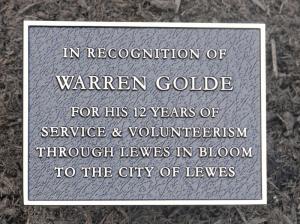 IN RECOGNITION OF
WARREN GOLDE
FOR HIS 12 YEARS OF
SERVICE & VOLUNTEERISM
THROUGH LEWES IN BLOOM
TO THE CITY OF LEWES